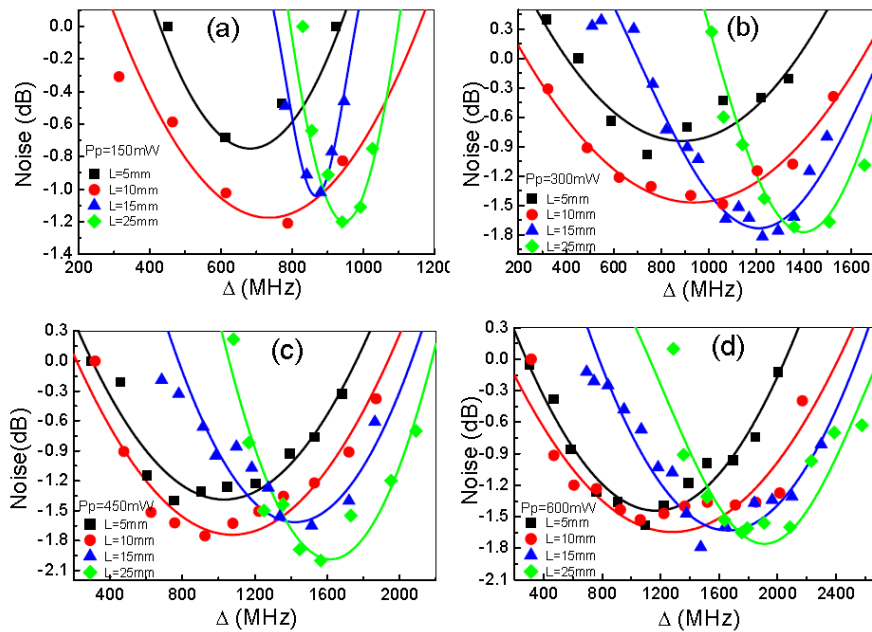 (a)
0.0
-0.2
-0.4
-0.6
-0.8
-1.0
-1.2
-1.4
Noise (dB)
Pp=150mW
L=5mm
L=10mm
L=15mm
L=25mm
200 400 600 800 1000 1200
Δ (MHz)
(b)
0.3
0.0
-0.3
-0.6
-0.9
-1.2
-1.5
-1.8
-2.1
Noise (dB)
Pp=300mW
L=5mm
L=10mm
L=15mm
L=25mm
200 400 600 800 1000 1200 1400 1600
Δ (MHz)
(c)
0.3
0.0
-0.3
-0.6
-0.9
-1.2
-1.5
-1.8
-2.1
Noise(dB)
Pp=450mW
L=5mm
L=10mm
L=15mm
L=25mm
400 800 1200 1600 2000
Δ (MHz)
(d)
0.6
0.3
0.0
-0.3
-0.6
-0.9
-1.2
-1.5
-1.8
-2.1
Noise (dB)
Pp=600mW
L=5mm
L=10mm
L=15mm
L=25mm
400 800 1200 1600 2000 2400
Δ (MHz)